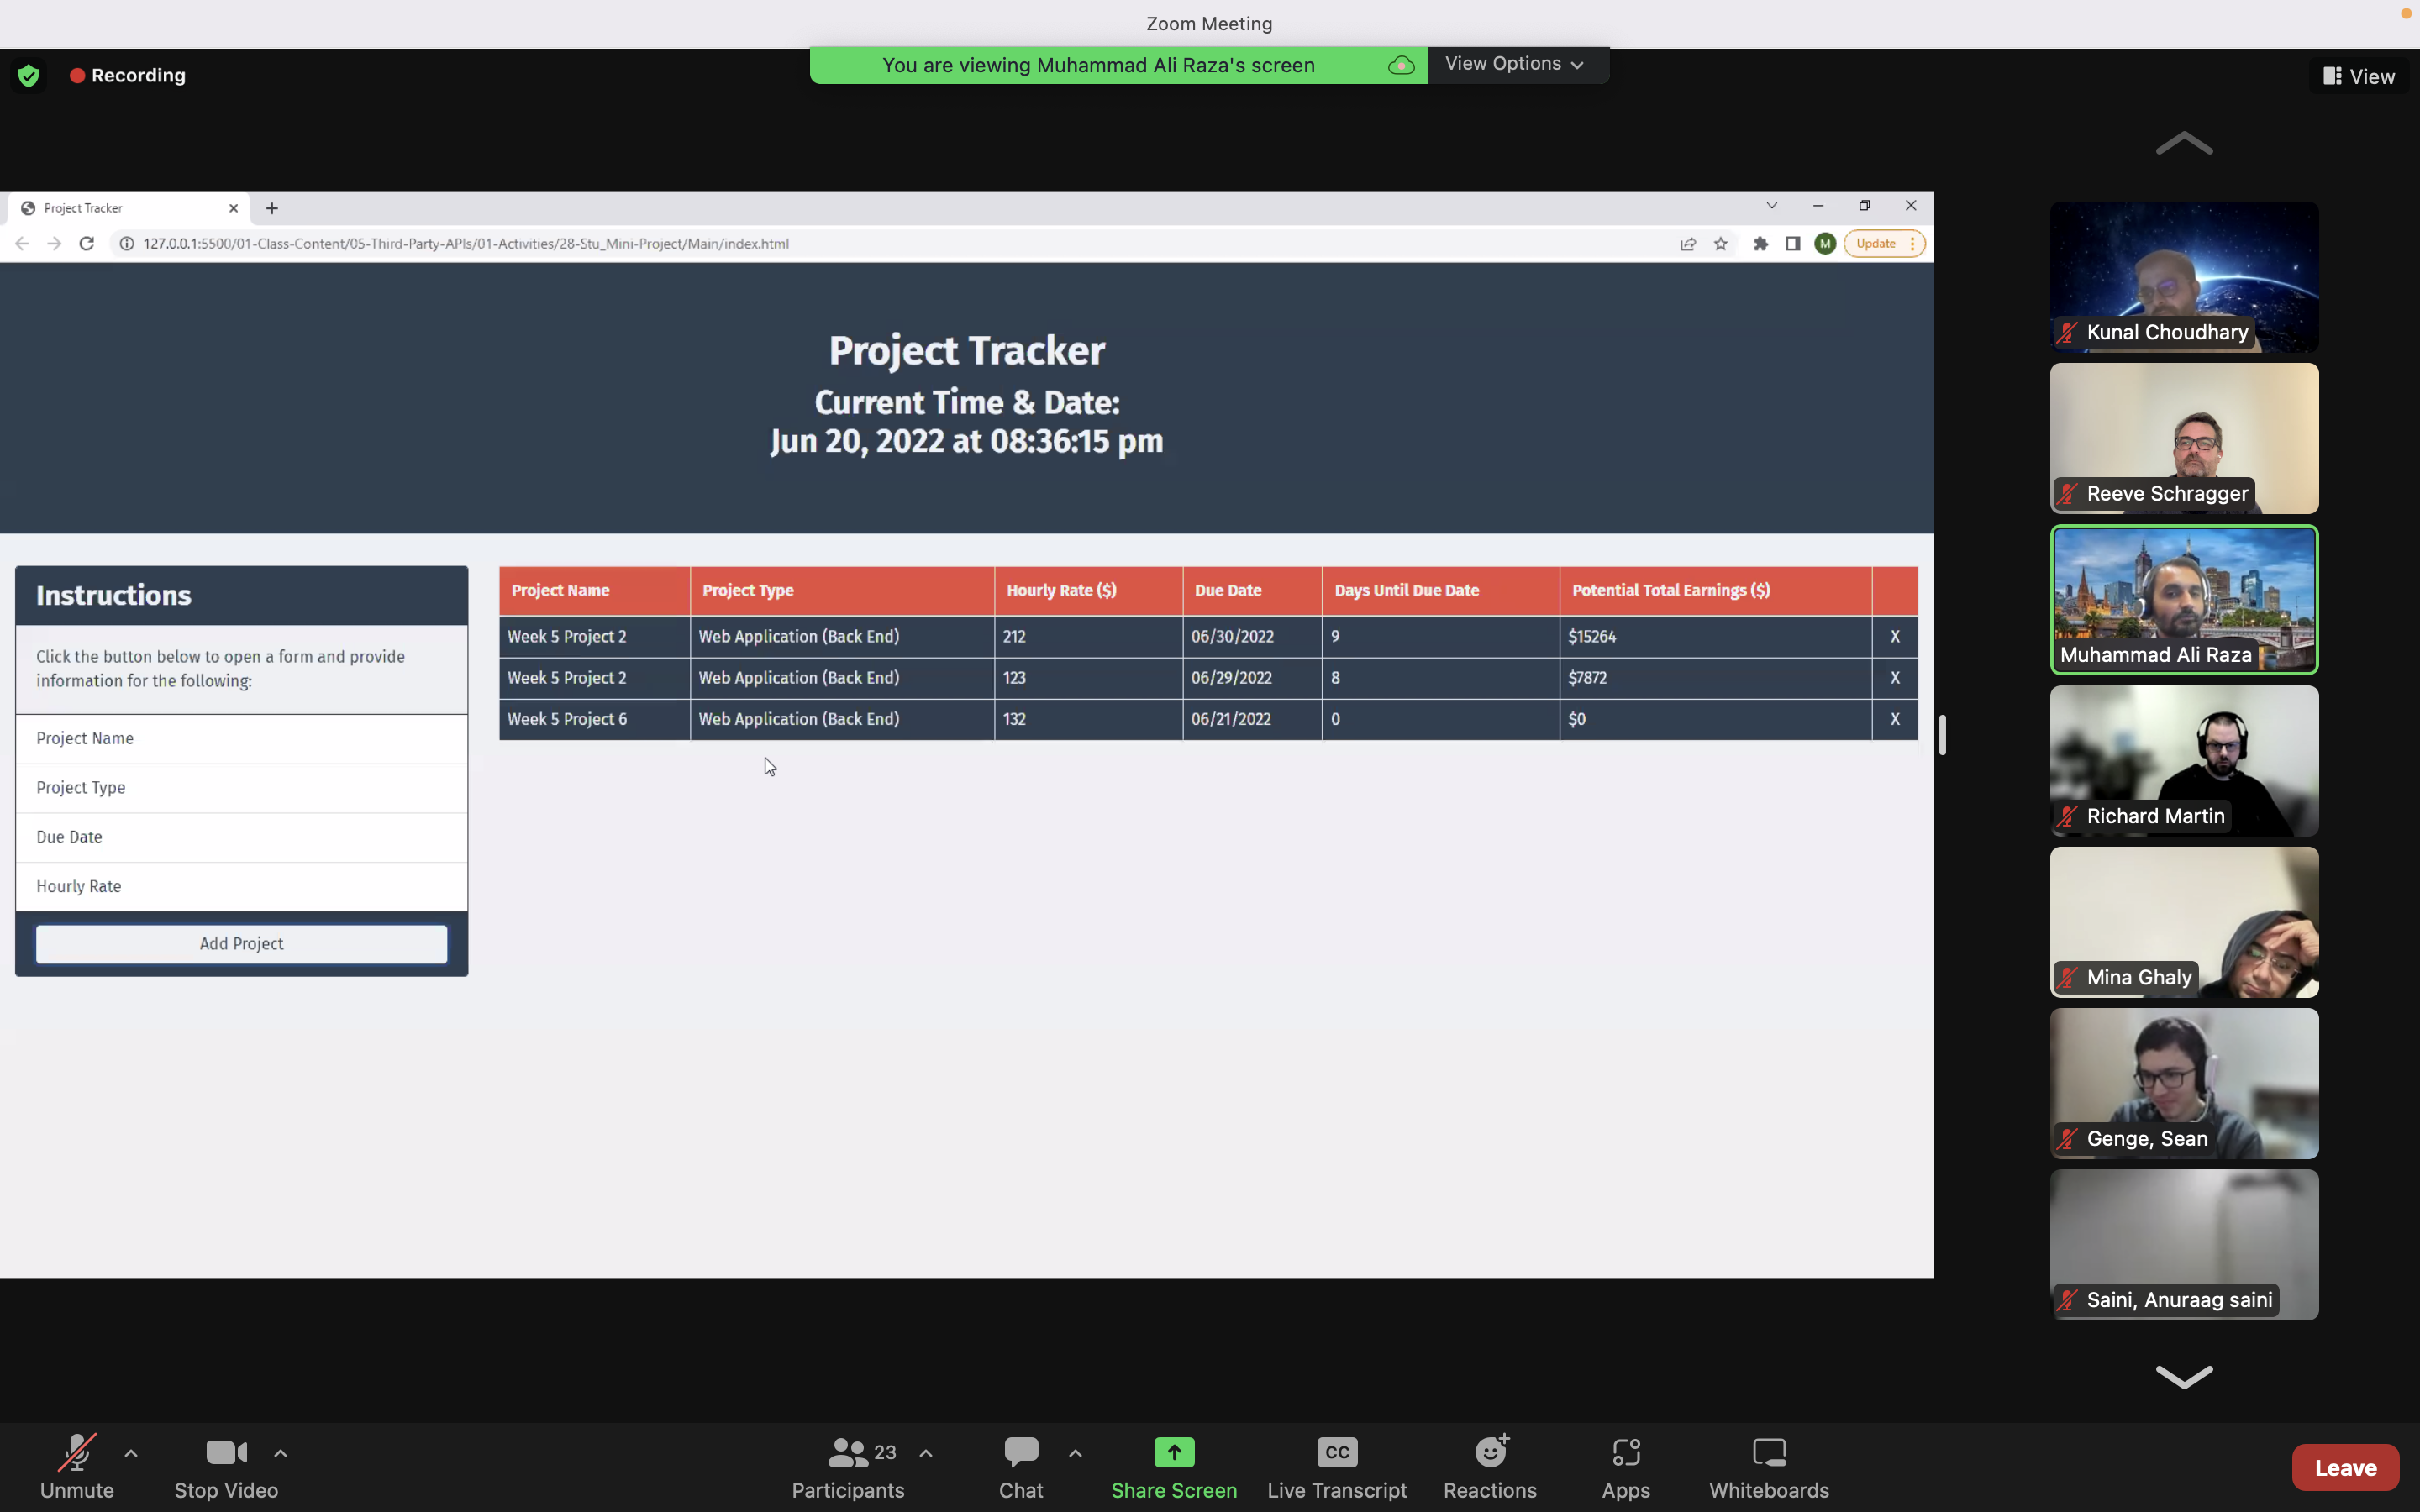 Zoom Meeting
Recording
You are viewing Muhammad Ali Raza's screen
View Options
View
Project Tracker
127.0.0.1:5500/01-Class-Content/05-Third-Party-APIs/01-Activities/28-Stu_Mini-Project/Main/index.html
M
Update
Project Tracker
Current Time & Date:
Jun 20, 2022 at 08:36:15 pm
Instructions
Click the button below to open a form and provide
information for the following:
Project Name
Project Type
Due Date
Hourly Rate
Add Project
Project Name Project Type Hourly Rate ($) Due Date Days Until Due Date Potential Total Earnings ($)
Week 5 Project 2 Web Application (Back End) 212 06/30/2022 9 $15264 X
Week 5 Project 2 Web Application (Back End) 123 06/29/2022 8 $7872 X
Week 5 Project 6 Web Application (Back End) 132 06/21/2022 0 $0 X
Kunal Choudhary
Reeve Schragger
Muhammad Ali Raza
Richard Martin
Mina Ghaly
Genge, Sean
Saini, Anuraag saini
Unmute
Stop Video
23
Participants
Chat
Share Screen
CC
Live Transcript
Reactions
Apps
Whiteboards
Leave